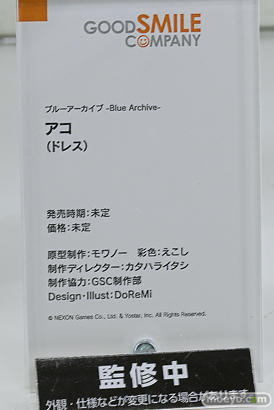 GOODSMILE
COMPANY
ブルーアーカイブ -Blue Archive-
アコ
(ドレス)
発売時期：未定
価格：未定
原型制作：モワノー　彩色：えこし
制作ディレクター：カタハライタシ
制作協力：GSC制作部
Design・Illust：DoReMi
© NEXON Games Co., Ltd. & Yostar, Inc. All Rights Reserved.
監修中
外観・仕様などが変更になる場合があります